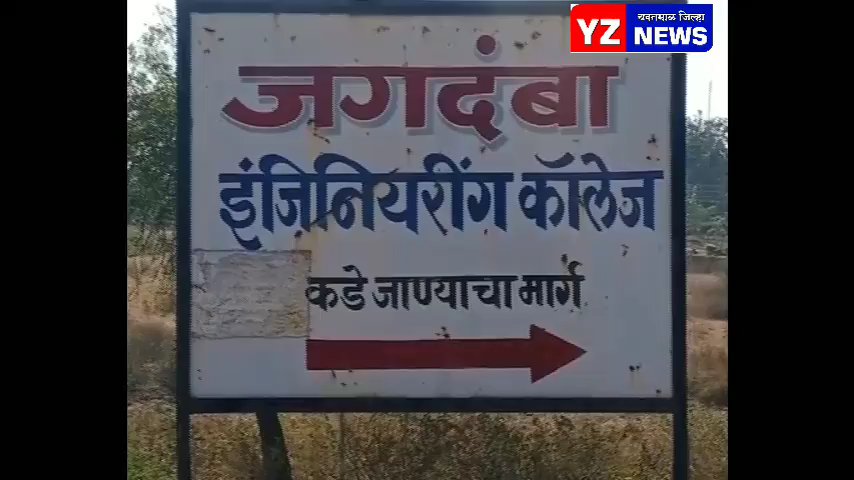 यवतमाळ जिल्हा
YZ NEWS
जगदंबा
इंजिनियरींग कॉलेज
कडे जाण्याचा मार्ग